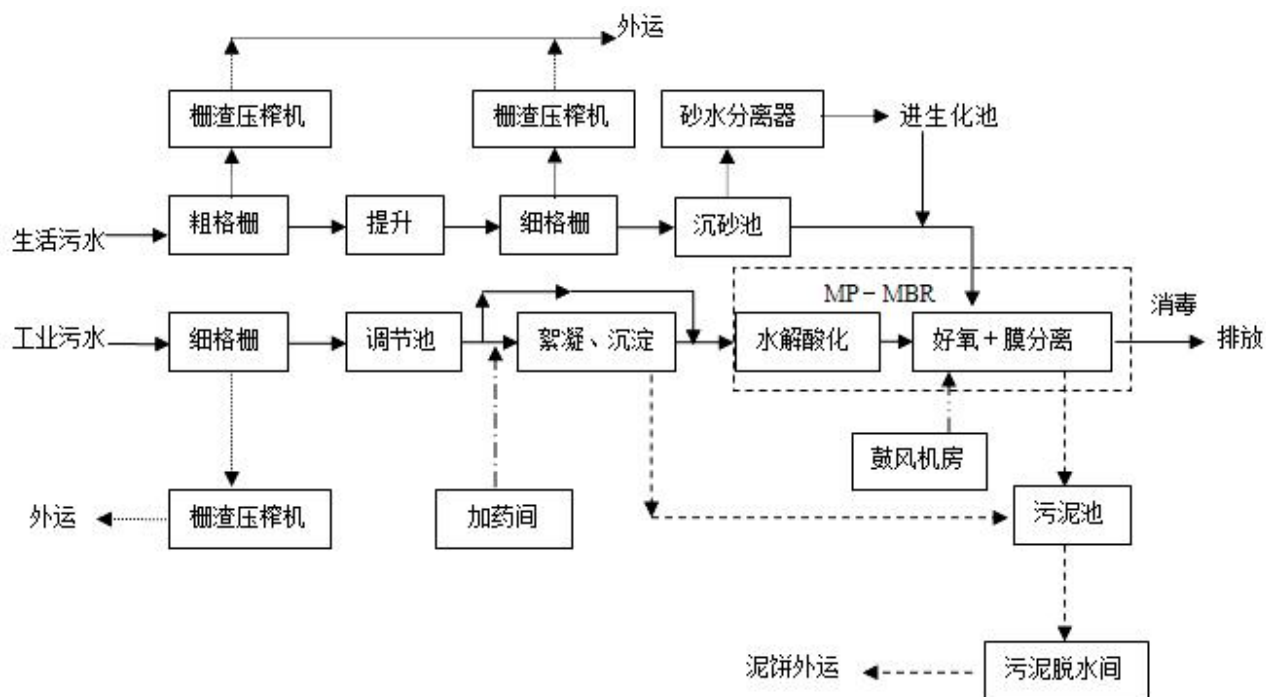 外运
栅渣压榨机
栅渣压榨机
砂水分离器
进生化池
生活污水
粗格栅
提升
细格栅
沉砂池
MP-MBR
消毒
工业污水
细格栅
调节池
絮凝、沉淀
水解酸化
好氧+膜分离
排放
鼓风机房
外运
栅渣压榨机
加药间
污泥池
泥饼外运
污泥脱水间